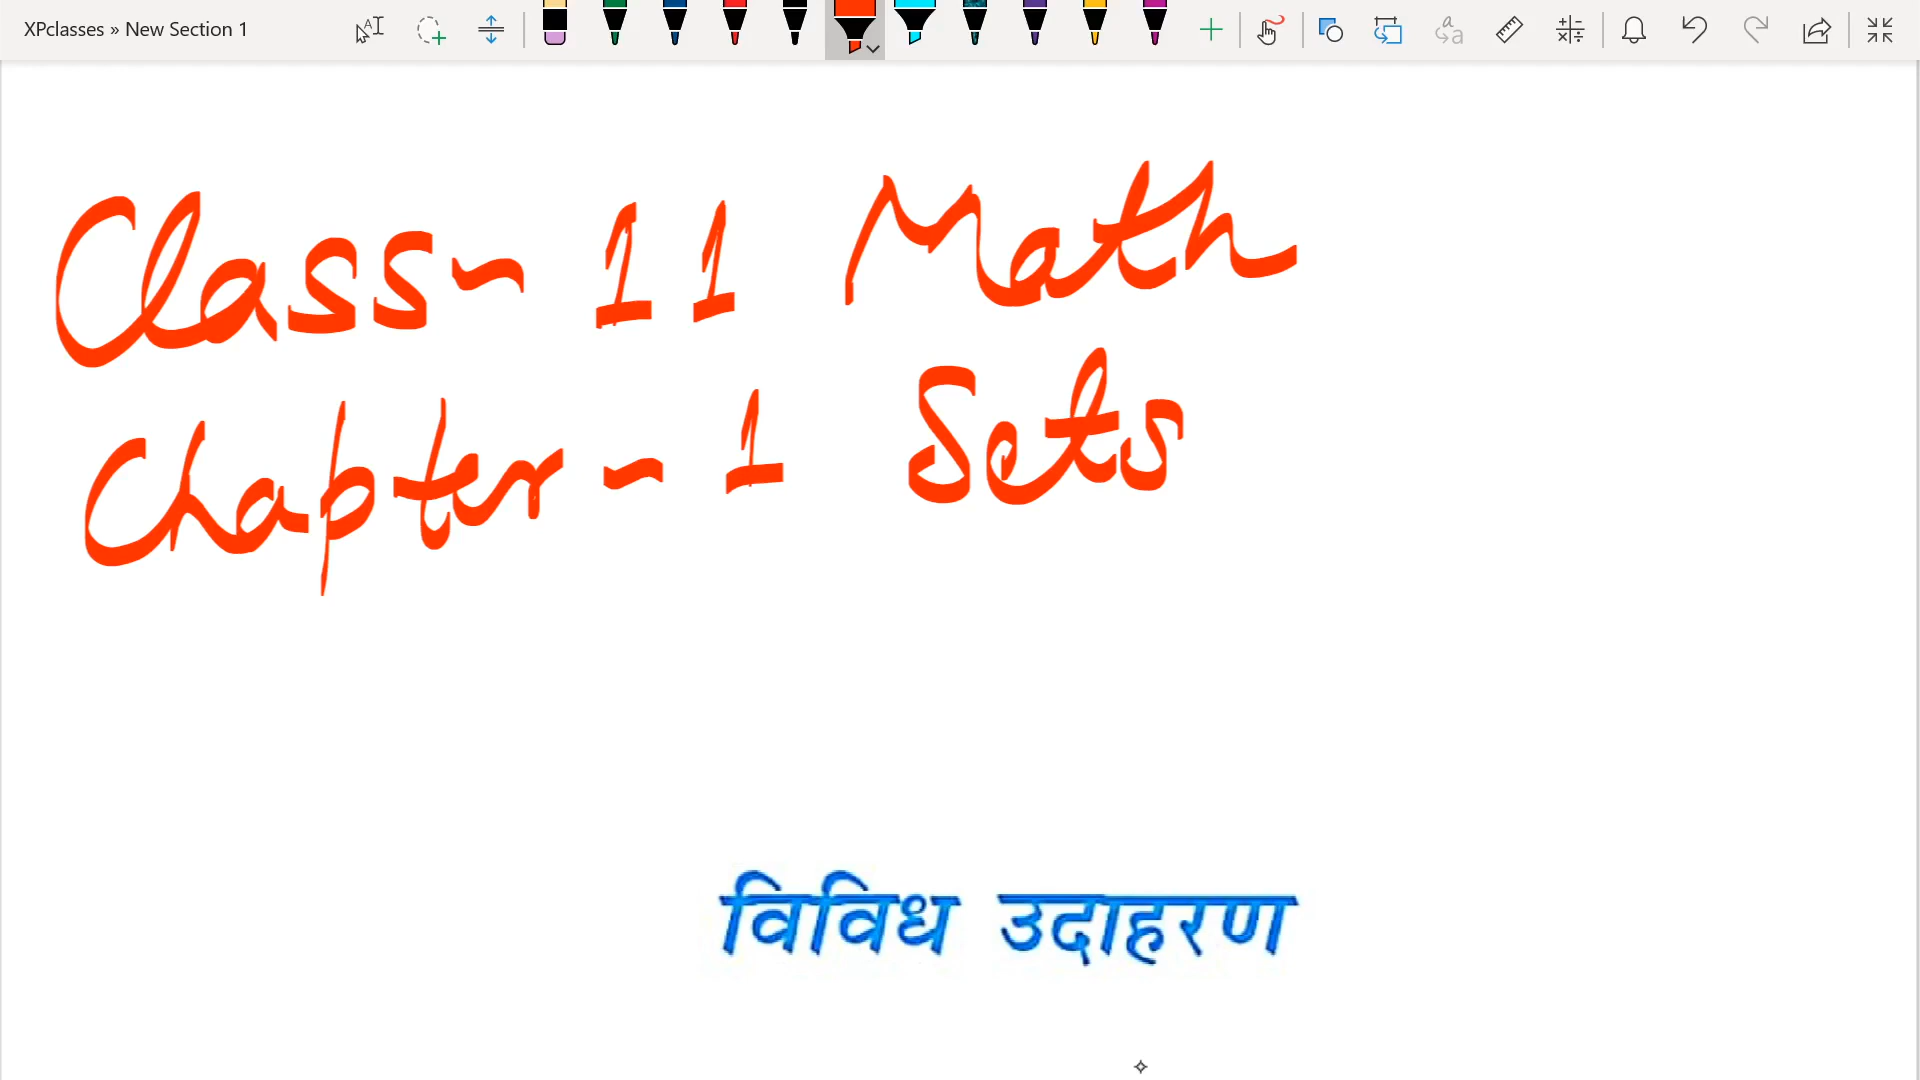 XPclasses » New Section 1
Class- 11 Math
Chapter - 1 Sets
विविध उदाहरण